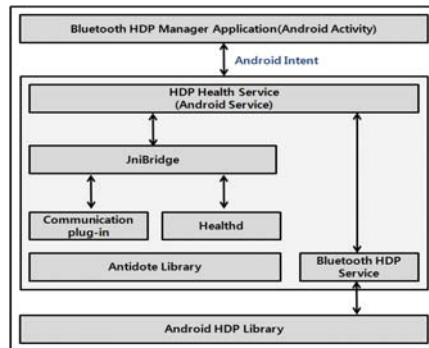 Bluetooth HDP Manager Application(Android Activity)
Android Intent
HDP Health Service
(Android Service)
JniBridge
Communication
plug-in
Healthd
Antidote Library
Bluetooth HDP
Service
Android HDP Library